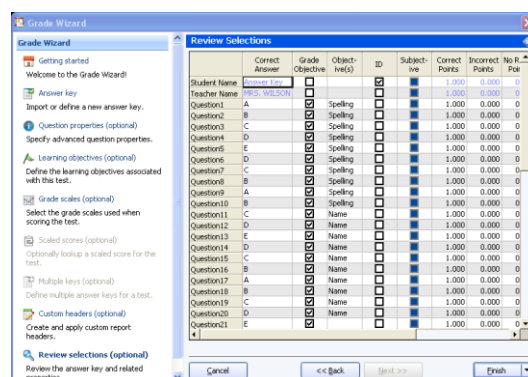 Grade Wizard
Grade Wizard
Getting started
Welcome to the Grade Wizard!
Answer key
Import or define a new answer key.
Question properties (optional)
Specify advanced question properties.
Learning objectives (optional)
Define the learning objectives associated
with this test.
Grade scales (optional)
Select the grade scales used when
scoring the test.
Scaled scores (optional)
Optionally lookup a scaled score for the
test.
Multiple keys (optional)
Define multiple answer keys for a test.
Custom headers (optional)
Create and apply custom report
headers.
Review selections (optional)
Review the answer key and related
Review Selections
Correct Answer Grade Objective Object-ive(s) ID Subject-ive Correct Points Incorrect Points
Student Name Answer Key 1.000 0.000
Teacher Name MRS. WILSON 1.000 0.000
Question1 A Spelling 1.000 0.000
Question2 B Spelling 1.000 0.000
Question3 C Spelling 1.000 0.000
Question4 D Spelling 1.000 0.000
Question5 E Spelling 1.000 0.000
Question6 D Spelling 1.000 0.000
Question7 C Spelling 1.000 0.000
Question8 B Spelling 1.000 0.000
Question9 A Spelling 1.000 0.000
Question10 B Spelling 1.000 0.000
Question11 C Name 1.000 0.000
Question12 D Name 1.000 0.000
Question13 E Name 1.000 0.000
Question14 D Name 1.000 0.000
Question15 C Name 1.000 0.000
Question16 B Name 1.000 0.000
Question17 A Name 1.000 0.000
Question18 B Name 1.000 0.000
Question19 C Name 1.000 0.000
Question20 D Name 1.000 0.000
Question21 E 1.000 0.000
Cancel << Back Next >> Finish